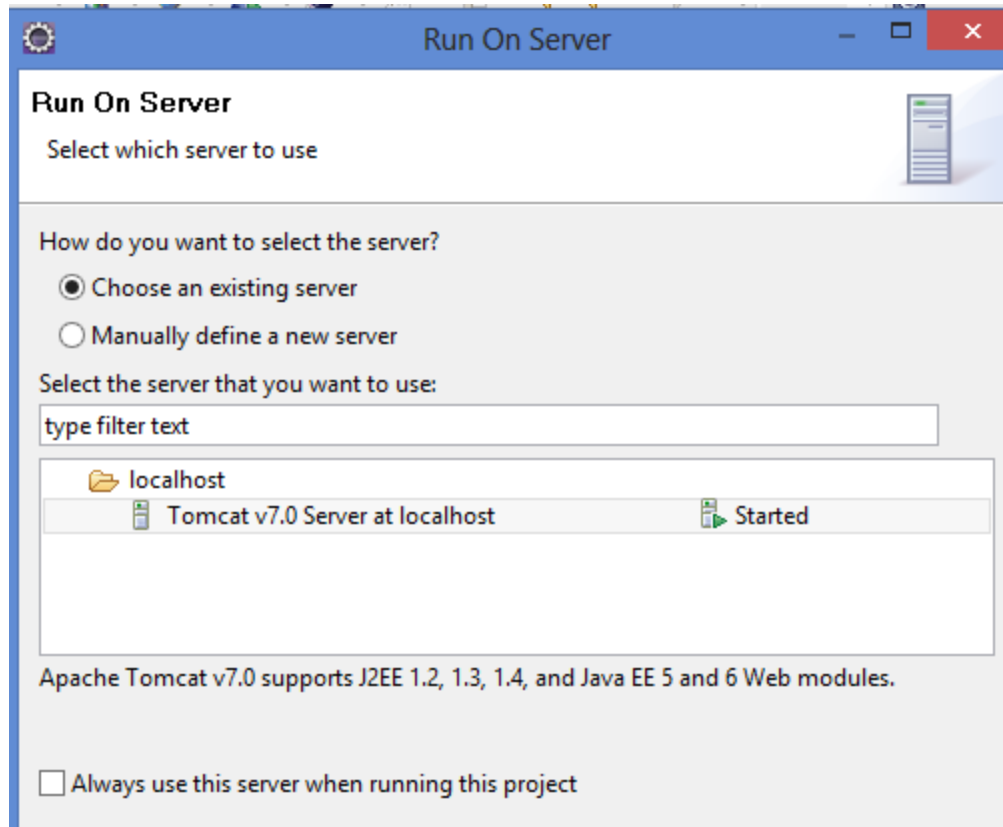 Run On Server
Run On Server
Select which server to use
How do you want to select the server?
Choose an existing server
Manually define a new server
Select the server that you want to use:
type filter text
localhost
Tomcat v7.0 Server at localhost Started
Apache Tomcat v7.0 supports J2EE 1.2, 1.3, 1.4, and Java EE 5 and 6 Web modules.
Always use this server when running this project